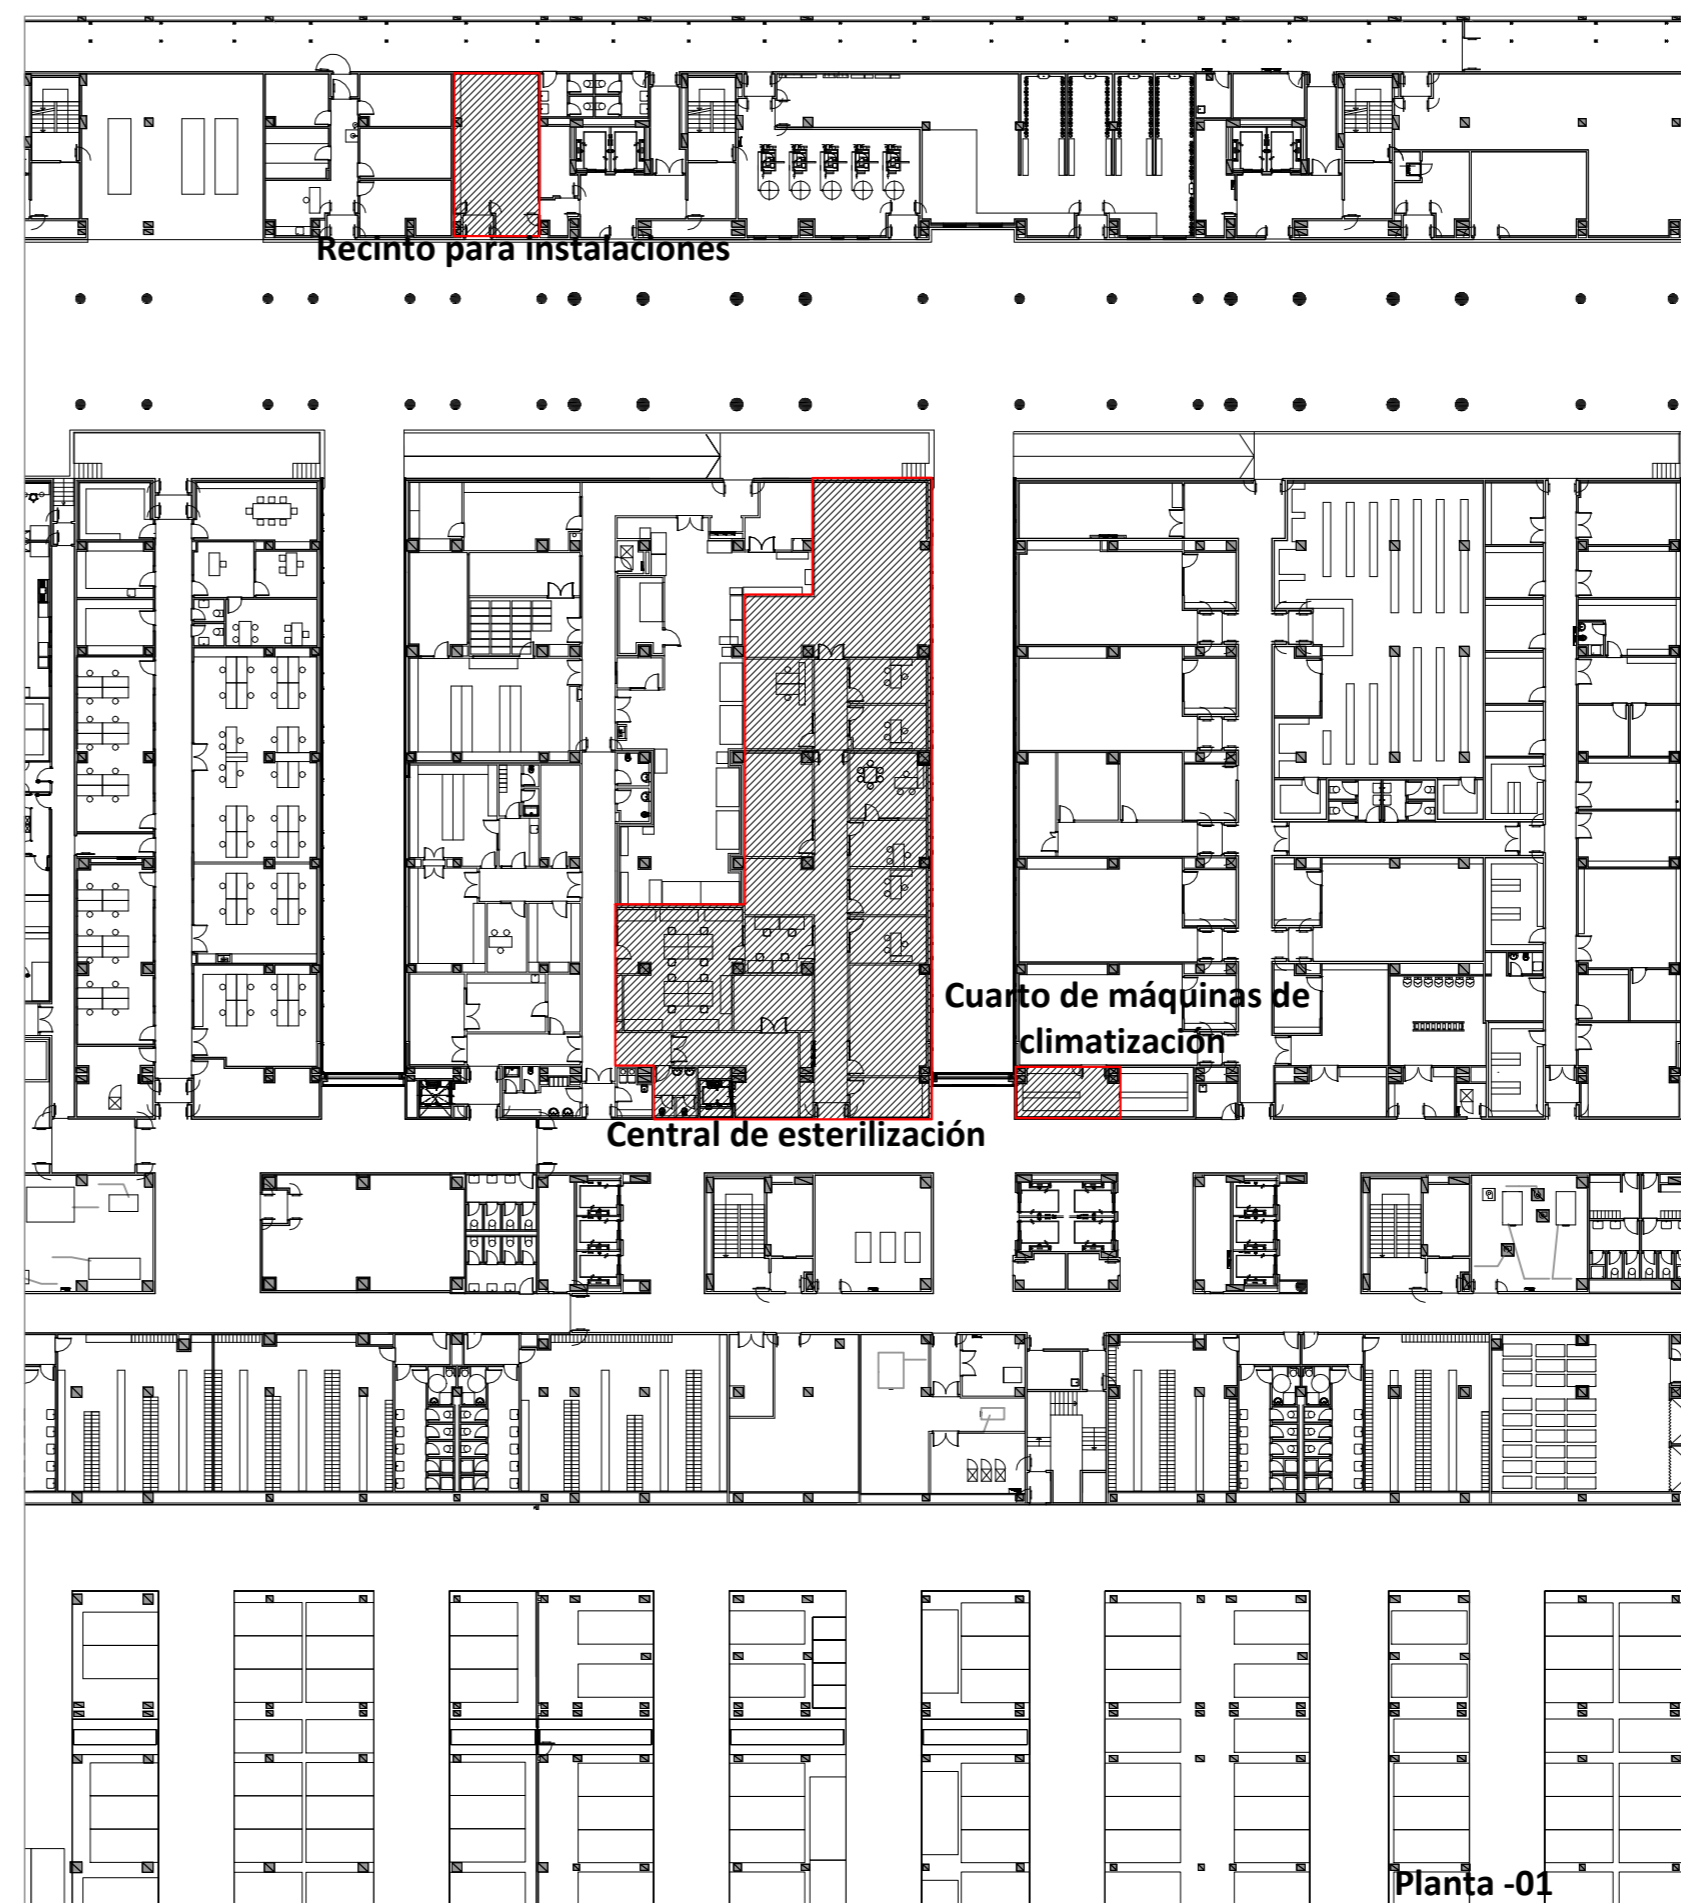 Recinto para instalaciones
Cuarto de máquinas de
climatización
Central de esterilización
Planta -01